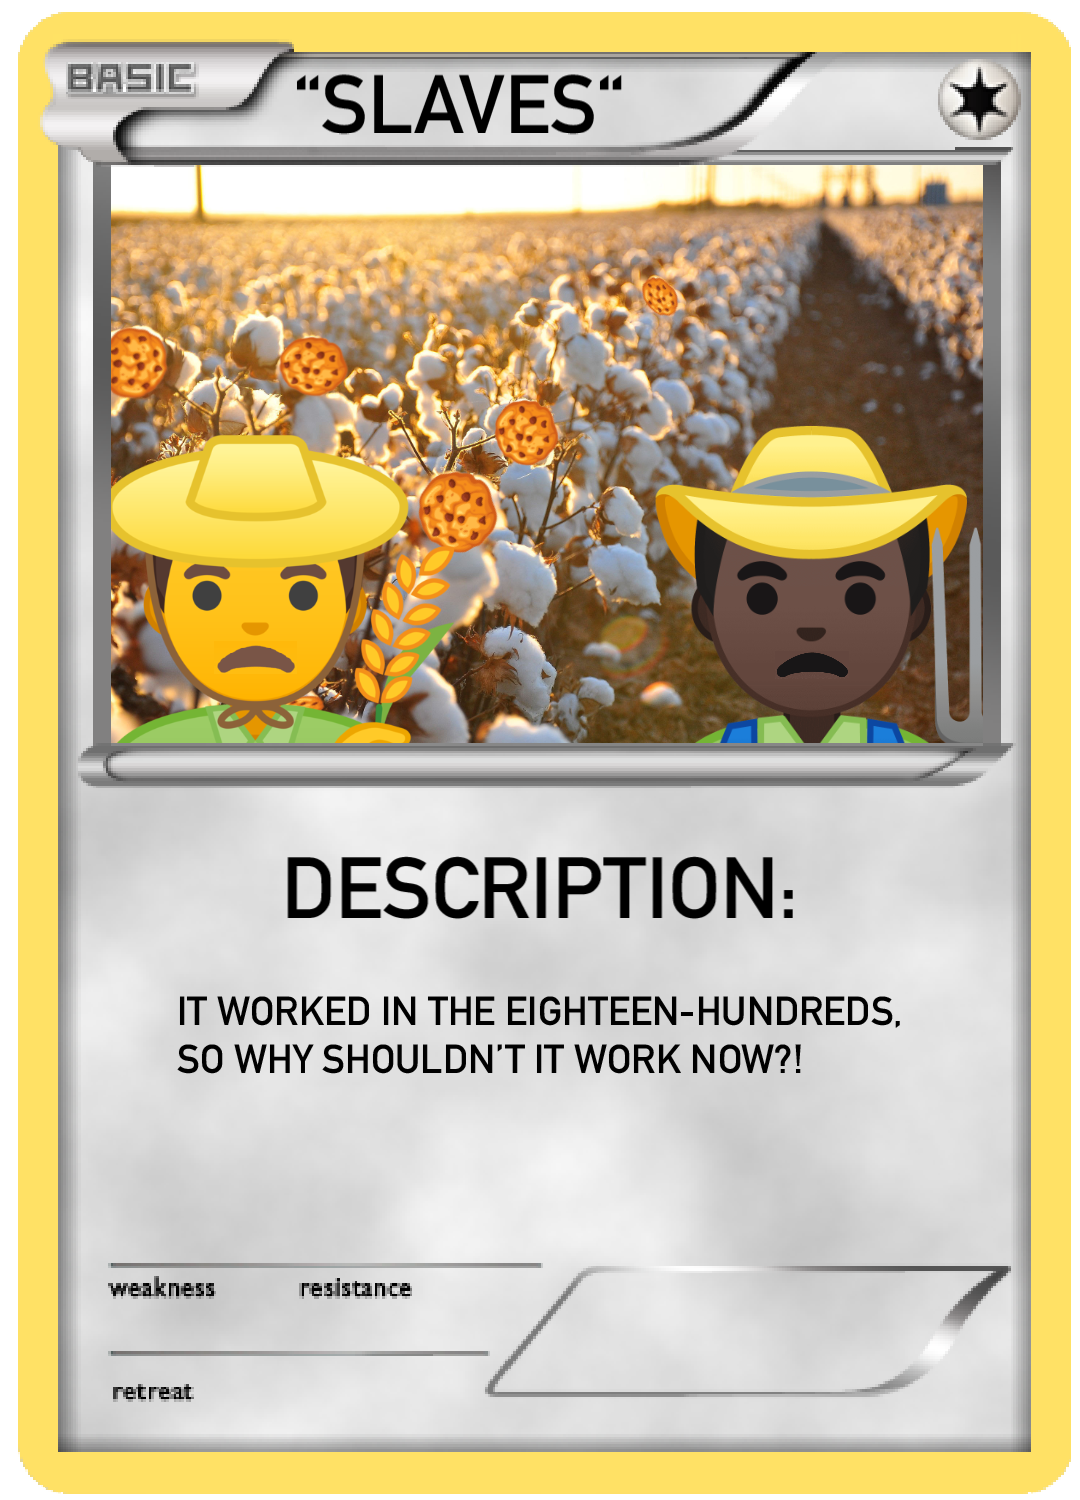 BASIC
“SLAVES“
DESCRIPTION:
IT WORKED IN THE EIGHTEEN-HUNDREDS,
SO WHY SHOULDN’T IT WORK NOW?!
weakness resistance
retreat